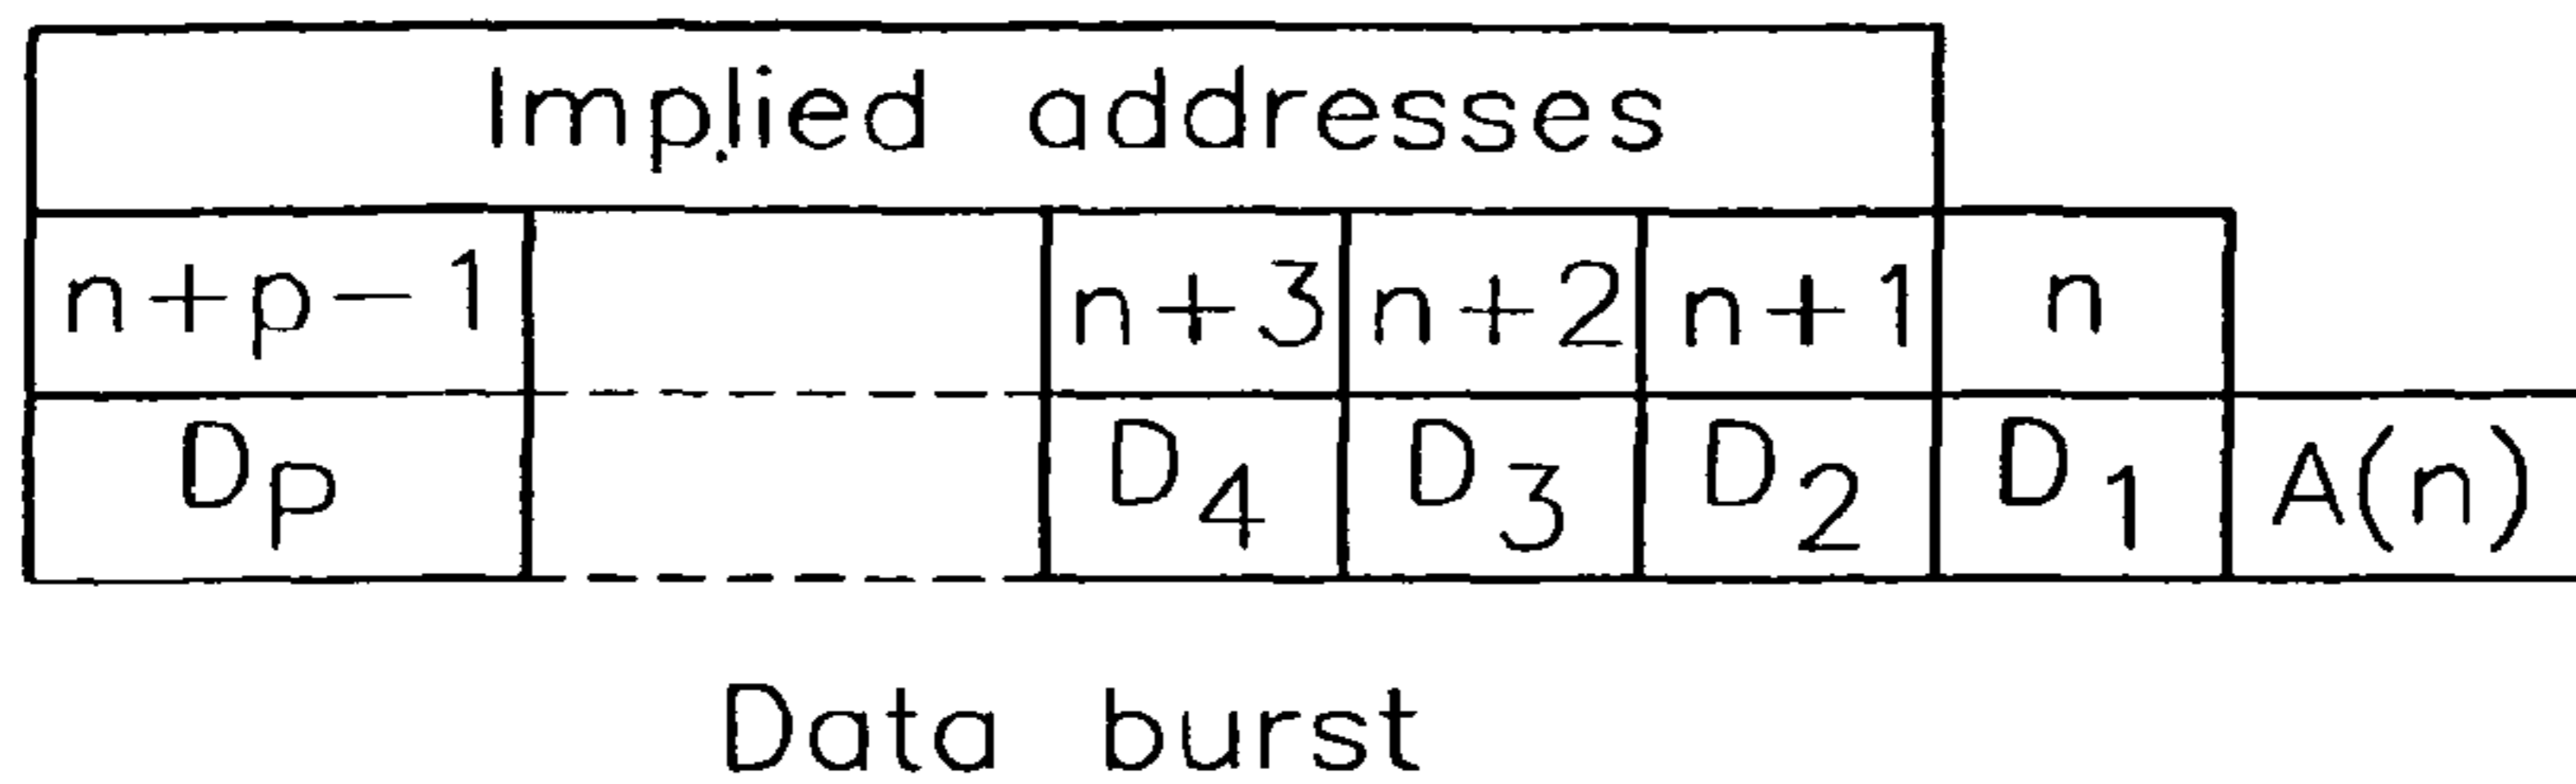 Implied addresses
n+p-1 n+3 n+2 n+1 n
Dp D4 D3 D2 D1 A(n)
Data burst